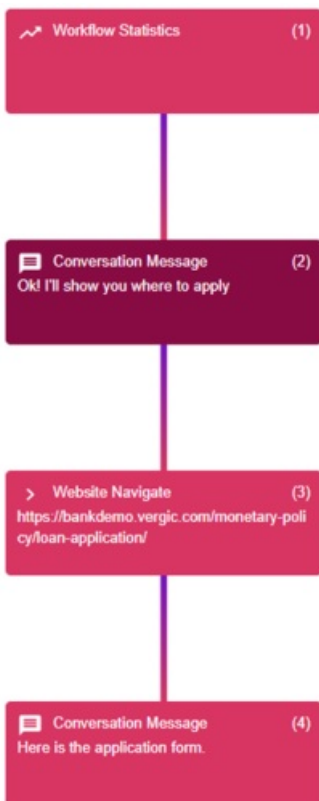 Workflow Statistics (1)
Conversation Message (2)
Ok! I'll show you where to apply
Website Navigate (3)
https://bankdemo.vergic.com/monetary-poli
cy/loan-application/
Conversation Message (4)
Here is the application form.